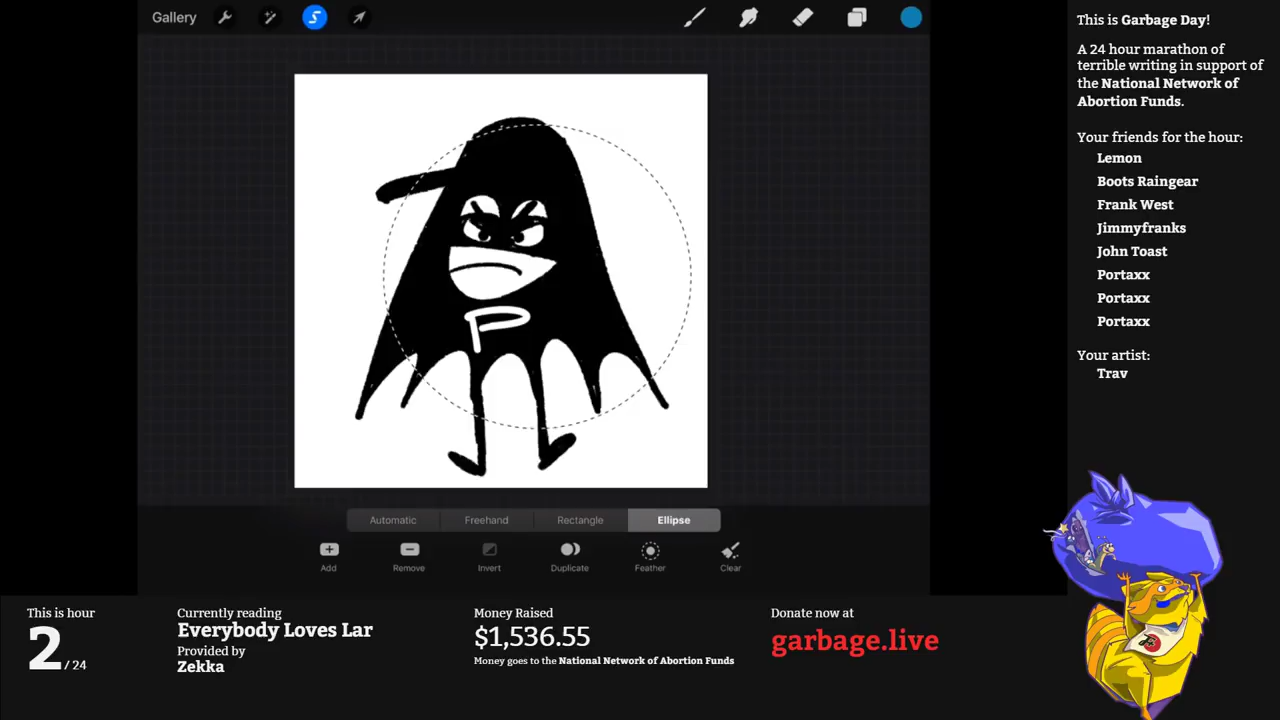 Gallery
P
Automatic
Freehand
Rectangle
Ellipse
Add
Remove
Invert
Duplicate
Feather
Clear
This is Garbage Day!
A 24 hour marathon of
terrible writing in support of
the National Network of
Abortion Funds.
Your friends for the hour:
Lemon
Boots Raingear
Frank West
Jimmyfranks
John Toast
Portaxx
Portaxx
Portaxx
Your artist:
Trav
This is hour
2 / 24
Currently reading
Everybody Loves Lar
Provided by
Zekka
Money Raised
$1,536.55
Money goes to the National Network of Abortion Funds
Donate now at
garbage.live